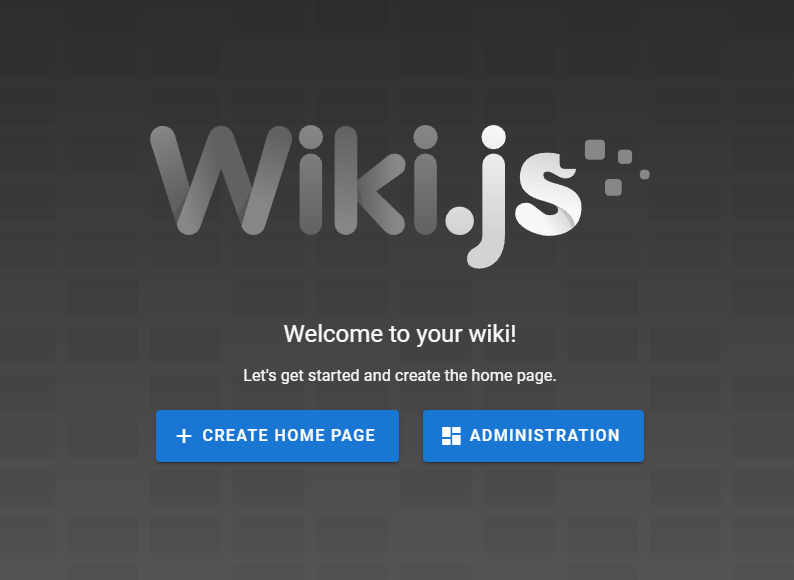 Wiki.js
Welcome to your wiki!
Let's get started and create the home page.
CREATE HOME PAGE
ADMINISTRATION